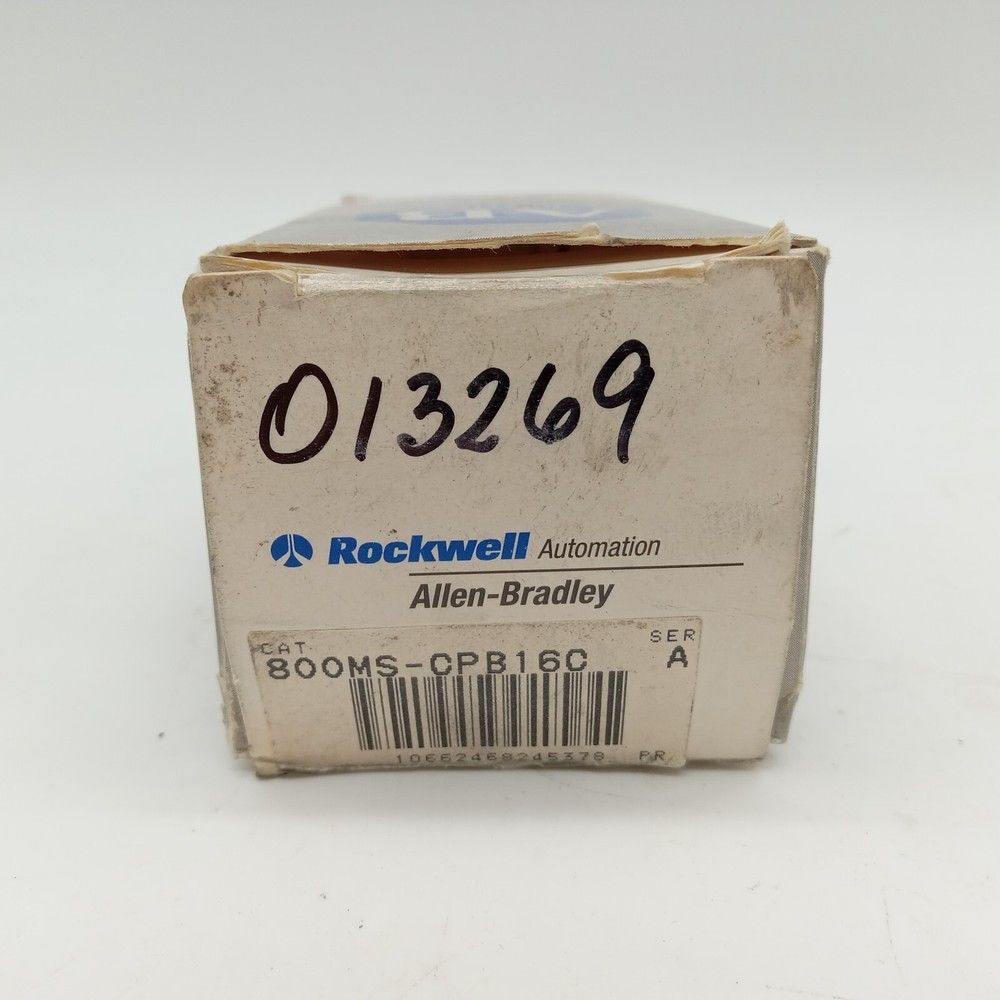 013269
Rockwell Automation
Allen-Bradley
CAT SER
800MS-CPB16C A
10662468245378 PR